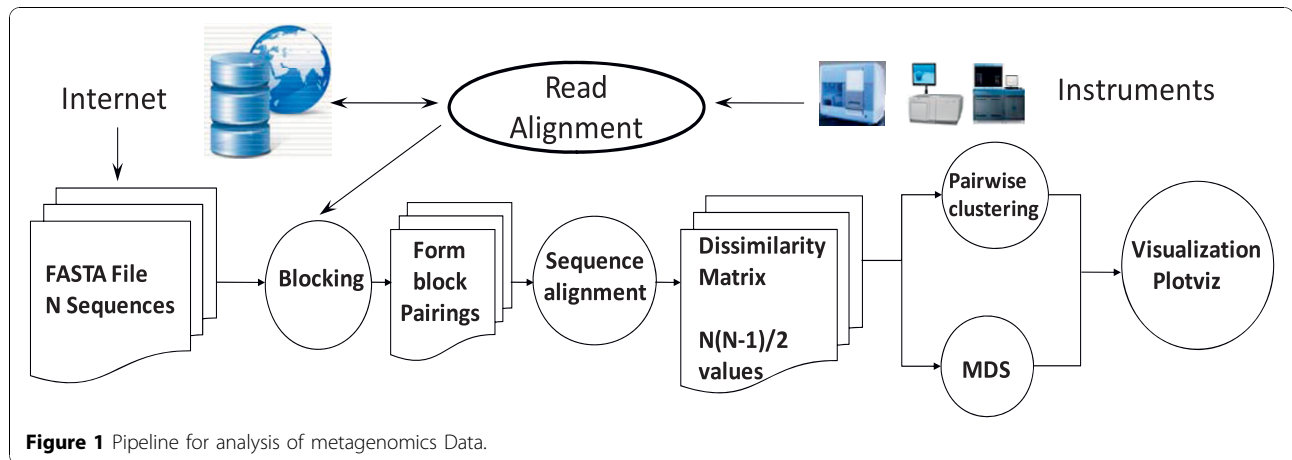 Internet
Read
Alignment
Instruments
FASTA File
N Sequences
Blocking
Form
block
Pairings
Sequence
alignment
Dissimilarity
Matrix
N(N-1)/2
values
Pairwise
clustering
MDS
Visualization
Plotviz
Figure 1 Pipeline for analysis of metagenomics Data.